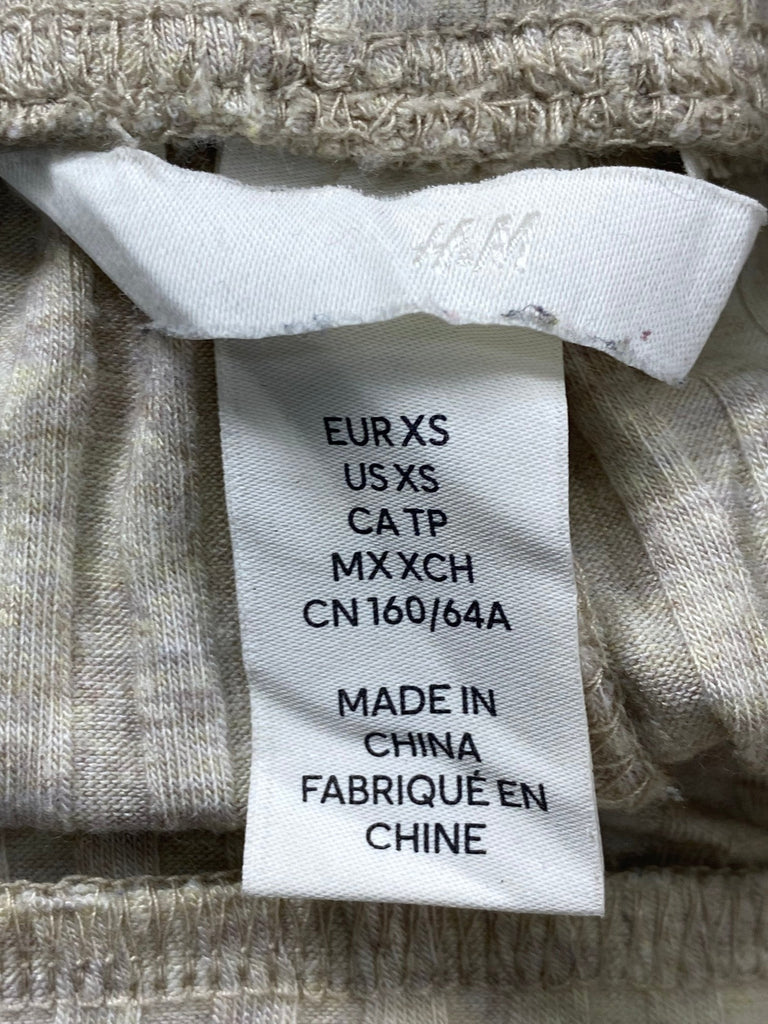 H&M
EUR XS
US XS
CA TP
MX XCH
CN 160/64A
MADE IN
CHINA
FABRIQUÉ EN
CHINE